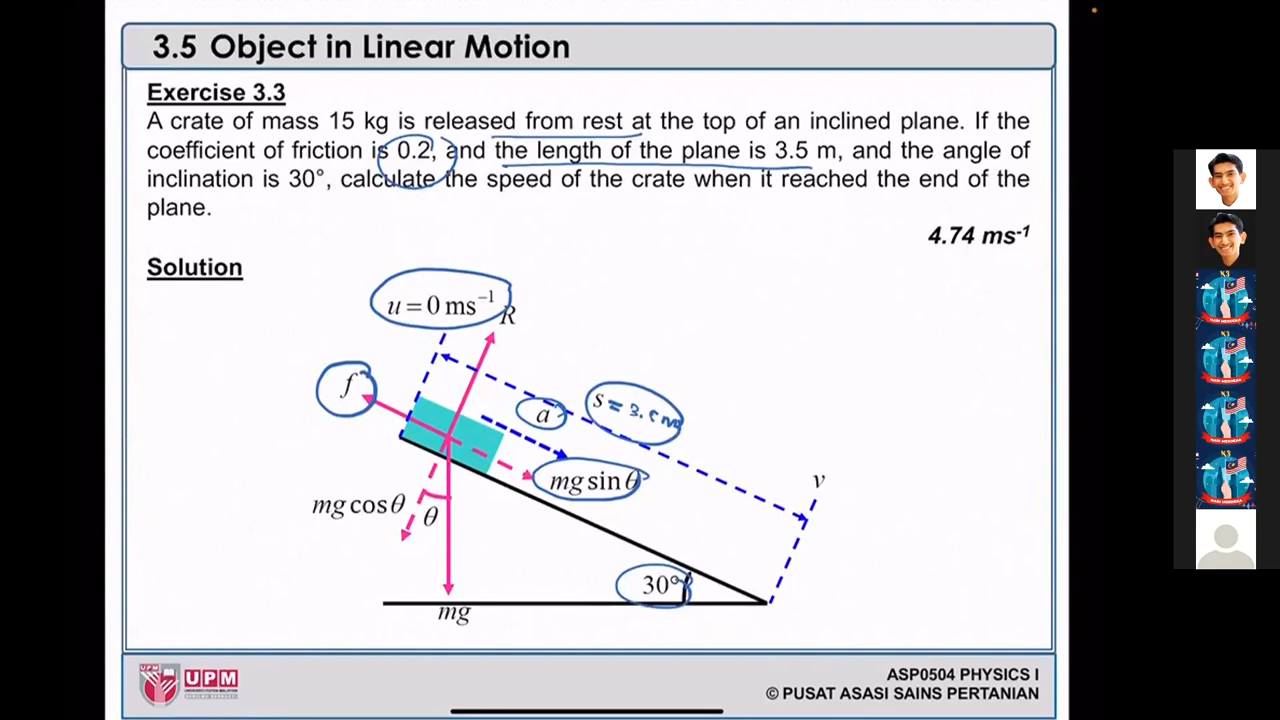 3.5 Object in Linear Motion
Exercise 3.3
A crate of mass 15 kg is released from rest at the top of an inclined plane. If the
coefficient of friction is 0.2, and the length of the plane is 3.5 m, and the angle of
inclination is 30°, calculate the speed of the crate when it reached the end of the
plane.
4.74 ms⁻¹
Solution
u = 0 ms⁻¹
R
f
a
s =
mg sin θ
v
mg cos θ
θ
30°
mg
UPM
UPM
ASP0504 PHYSICS I
© PUSAT ASASI SAINS PERTANIAN